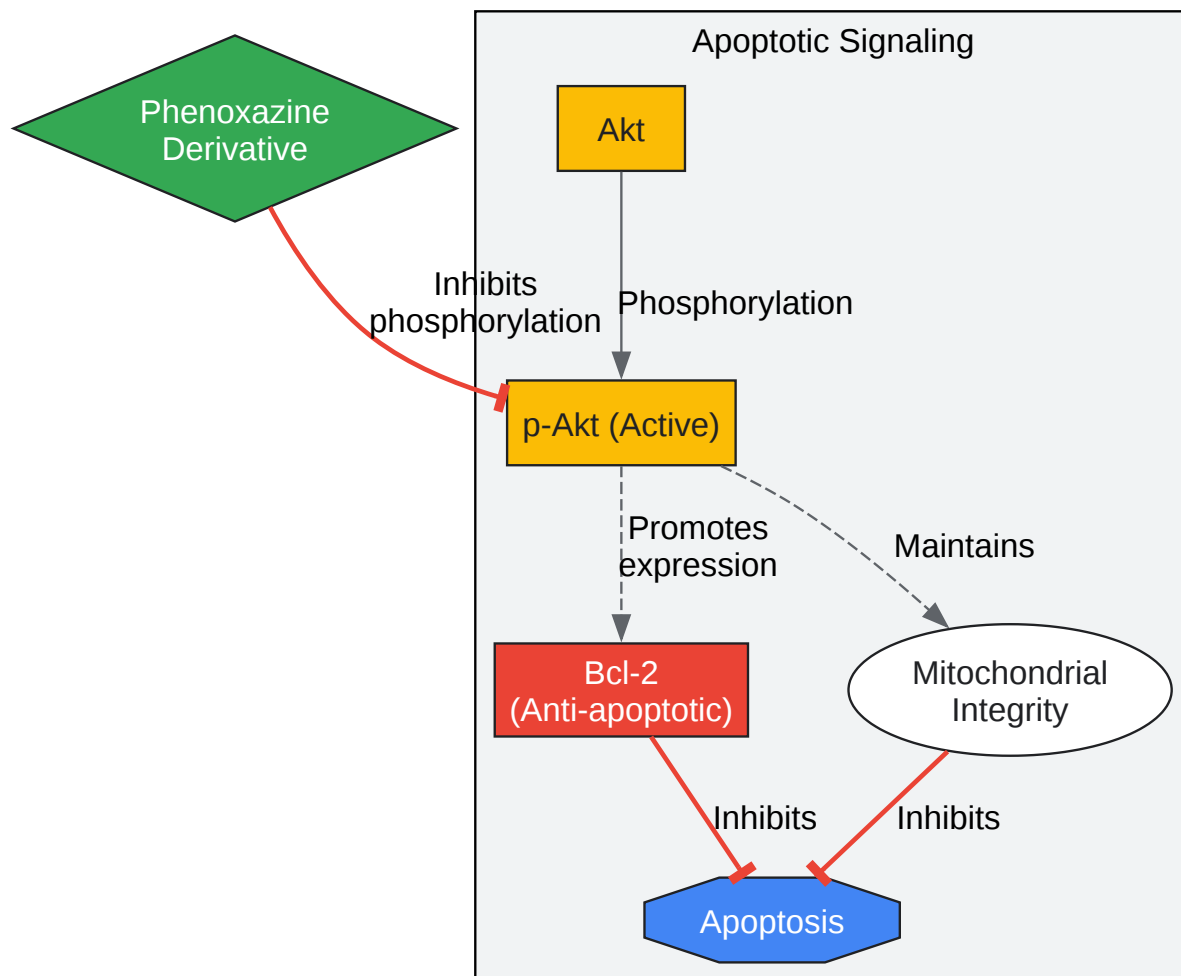 Apoptotic Signaling
Phenoxazine
Derivative
Akt
Inhibits
phosphorylation
Phosphorylation
p-Akt (Active)
Promotes
expression
Maintains
Bcl-2
(Anti-apoptotic)
Mitochondrial
Integrity
Inhibits
Inhibits
Apoptosis